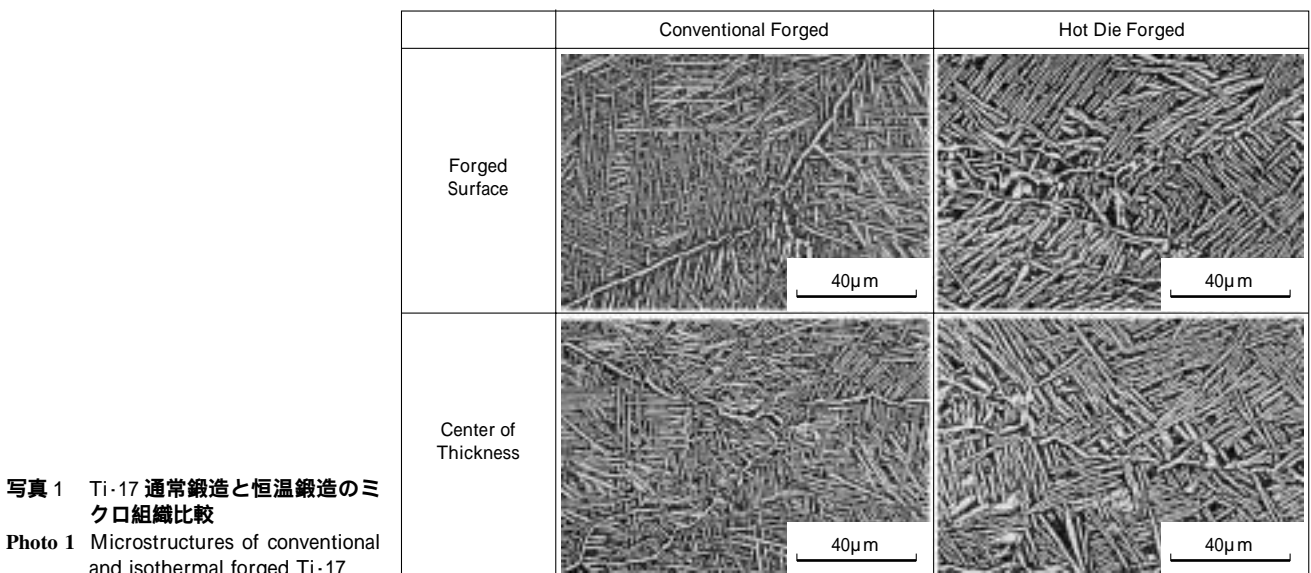 Conventional Forged
Hot Die Forged
Forged
Surface
40μm
40μm
Center of
Thickness
40μm
40μm
写真 1 Ti-17 通常鍛造と恒温鍛造のミ
クロ組織比較
Photo 1 Microstructures of conventional
and isothermal forged Ti-17